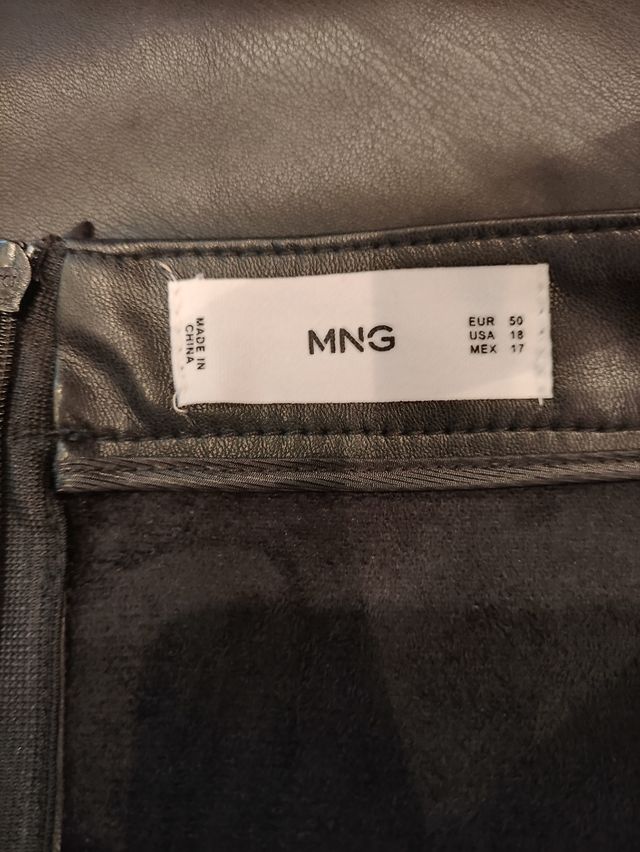 MADE IN
CHINA
MNG
EUR 50
USA 18
MEX 17